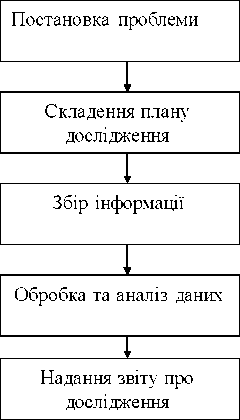 Постановка проблеми
Складення плану
дослідження
Збір інформації
Обробка та аналіз даних
Надання звіту про
дослідження